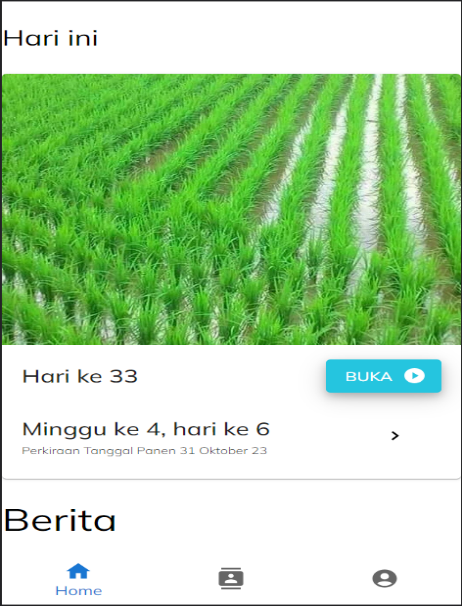 Hari ini
Hari ke 33
BUKA
Minggu ke 4, hari ke 6
Perkiraan Tanggal Panen 31 Oktober 23
Berita
Home